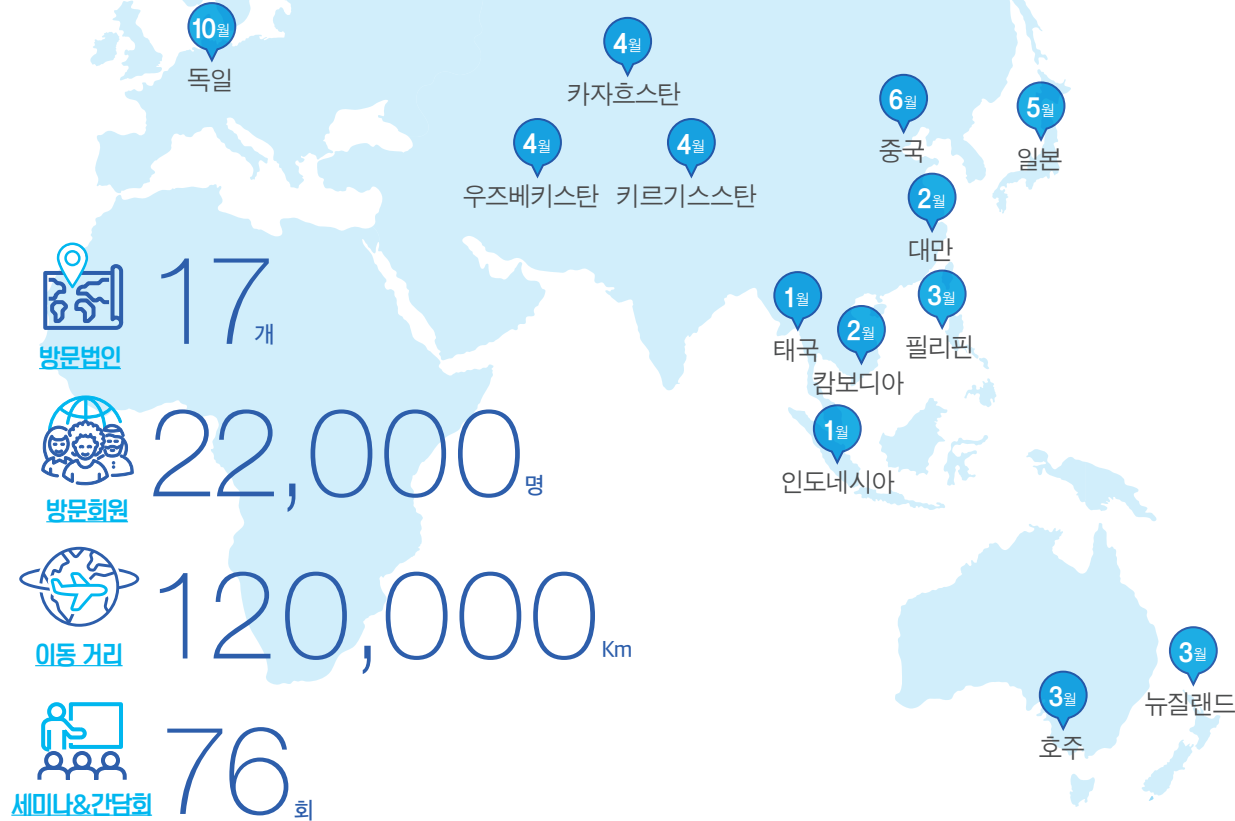 10월
독일
4월
카자흐스탄
4월
우즈베키스탄
4월
키르기스스탄
6월
중국
5월
일본
2월
대만
1월
태국
2월
캄보디아
3월
필리핀
1월
인도네시아
3월
호주
3월
뉴질랜드
17개
방문법인
22,000명
방문회원
120,000Km
이동 거리
76회
세미나&간담회